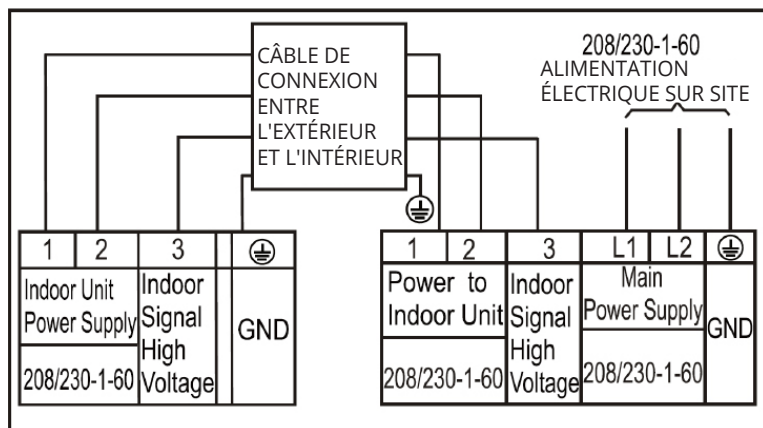 CÂBLE DE
CONNEXION
ENTRE
L'EXTÉRIEUR
ET L'INTÉRIEUR
208/230-1-60
ALIMENTATION
ÉLECTRIQUE SUR SITE
1 2 3
Indoor Unit
Power Supply
208/230-1-60
Indoor
Signal
High
Voltage
GND
1 2 3 L1 L2
Power to
Indoor Unit
208/230-1-60
Indoor
Signal
High
Voltage
Main
Power Supply
208/230-1-60
GND